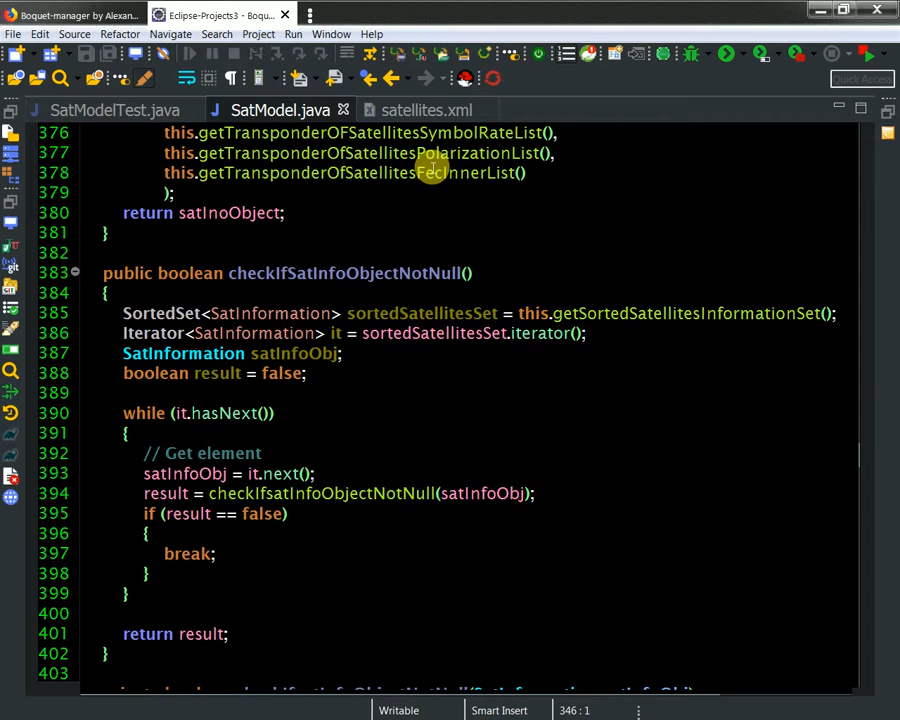 Boquet-manager by Alexan
Eclipse-Projects3 - Boque
File Edit Source Refactor Navigate Search Project Run Window Help
Quick Access
SatModelTest.java SatModel.java satellites.xml
376 this.getTransponderOFSatellitesSymbolRateList(),
377 this.getTransponderOFSatellitesPolarizationList(),
378 this.getTransponderOFSatellitesFecInnerList()
379 );
380 return satInoObject;
381 }
382
383 public boolean checkIfSatInfoObjectNotNull()
384 {
385 SortedSet<SatInformation> sortedSatellitesSet = this.getSortedSatellitesInformationSet();
386 Iterator<SatInformation> it = sortedSatellitesSet.iterator();
387 SatInformation satInfoObj;
388 boolean result = false;
389
390 while (it.hasNext())
391 {
392 // Get element
393 satInfoObj = it.next();
394 result = checkIfsatInfoObjectNotNull(satInfoObj);
395 if (result == false)
396 {
397 break;
398 }
399 }
400
401 return result;
402 }
403
Writable Smart Insert 346 : 1